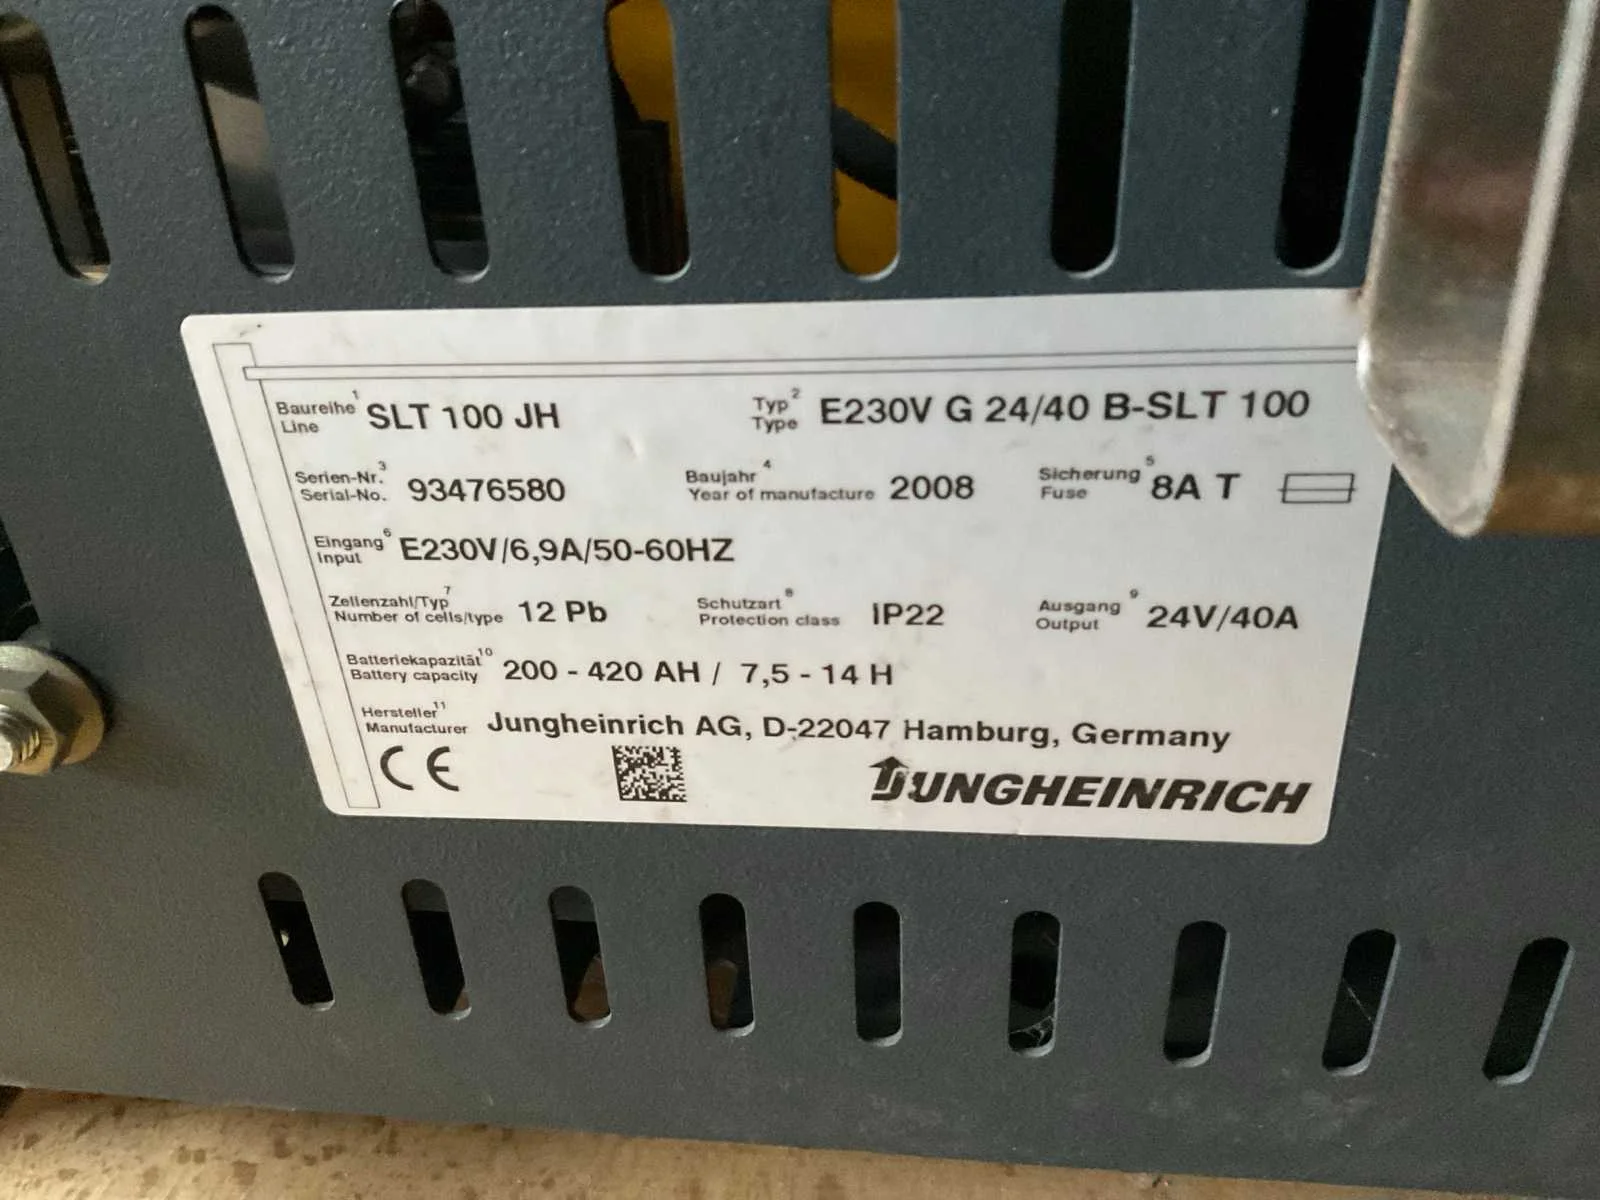 Baureihe 1 SLT 100 JH Typ 2 E230V G 24/40 B-SLT 100
Line Type
Serien-Nr. 3 93476580 Baujahr 4 2008 Sicherung 5 8A T
Serial-No. Year of manufacture Fuse
Eingang 6 E230V/6,9A/50-60HZ
Input
Zellenzahl/Typ 7 12 Pb Schutzart 8 IP22 Ausgang 9 24V/40A
Number of cells/type Protection class Output
Batteriekapazität 10 200 - 420 AH / 7,5 - 14 H
Battery capacity
Hersteller 11 Jungheinrich AG, D-22047 Hamburg, Germany
Manufacturer
CE JUNGHEINRICH